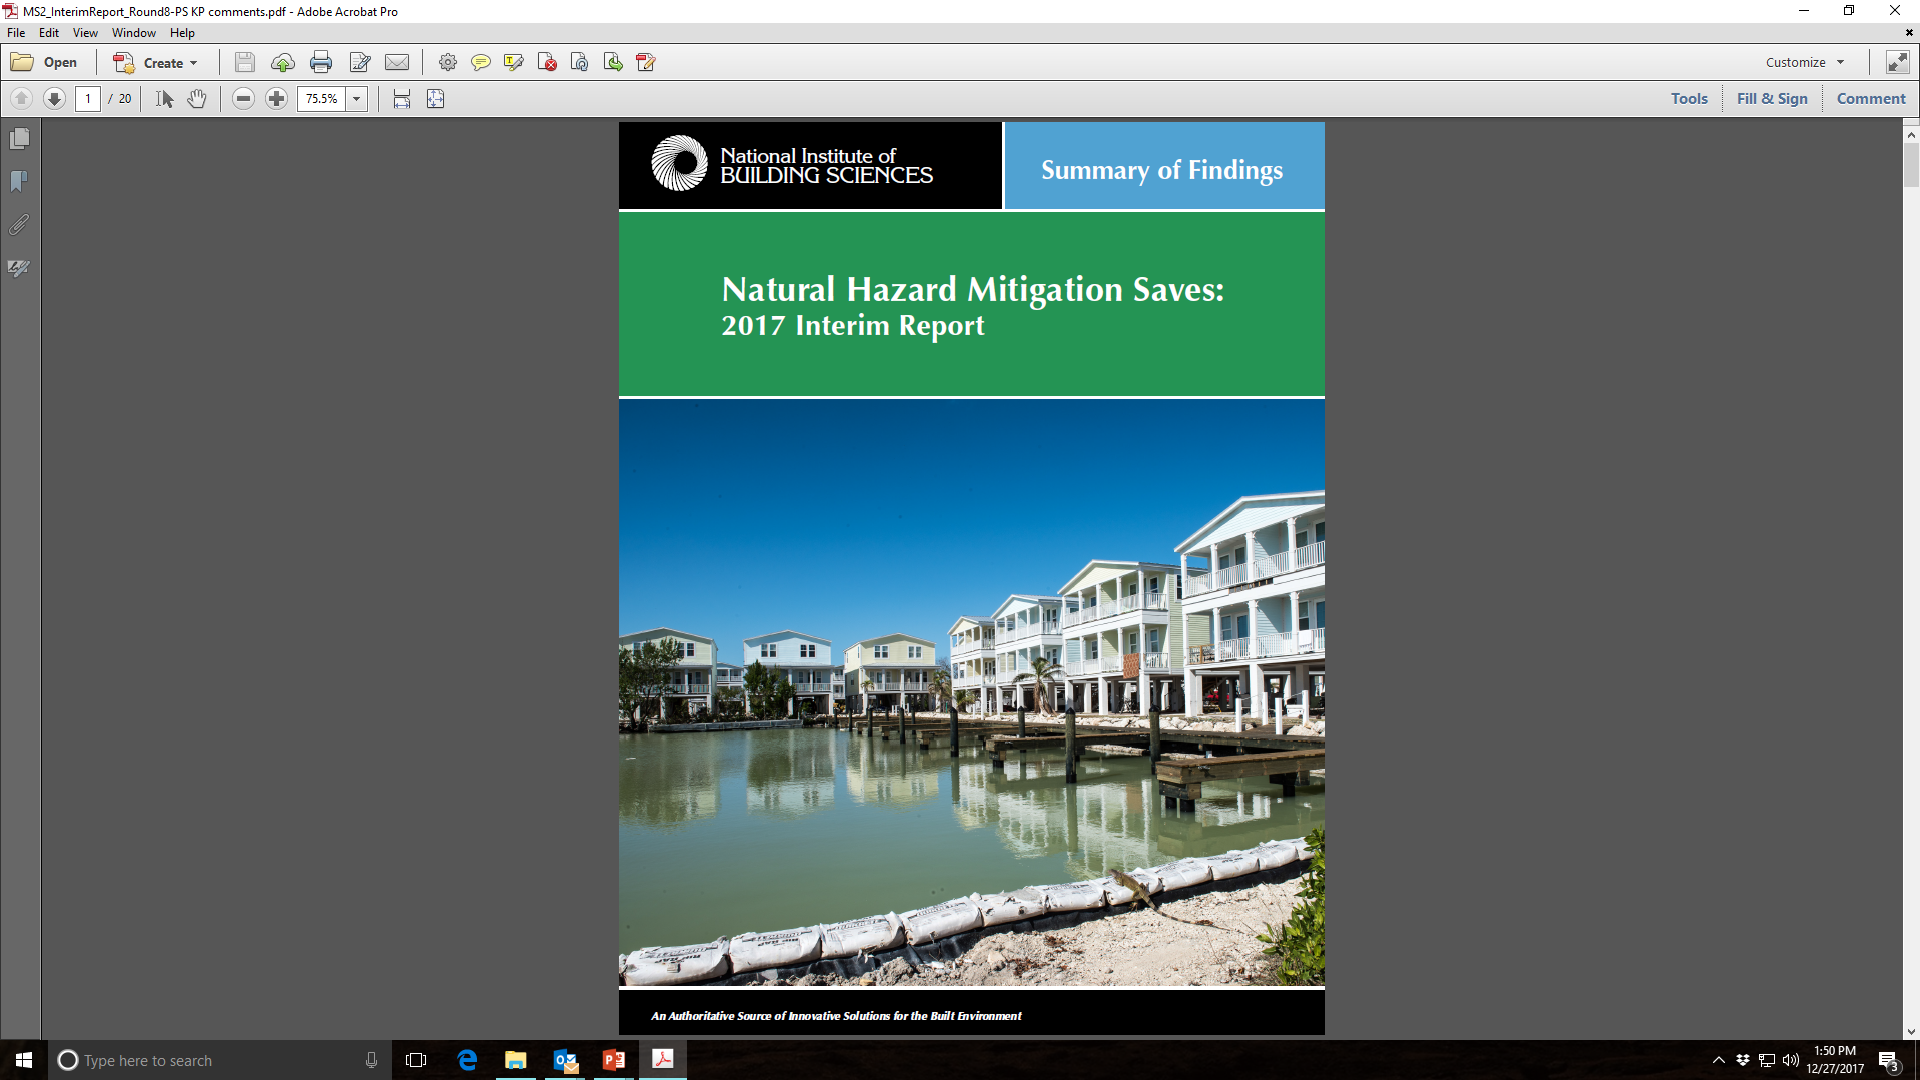 MS2_InterimReport_Round8-PS KP comments.pdf - Adobe Acrobat Pro
File Edit View Window Help
Open Create Customize
1 / 20 75.5% Tools Fill & Sign Comment
National Institute of
BUILDING SCIENCES
Summary of Findings
Natural Hazard Mitigation Saves:
2017 Interim Report
RIP RAP
An Authoritative Source of Innovative Solutions for the Built Environment
Type here to search
1:50 PM
12/27/2017
3